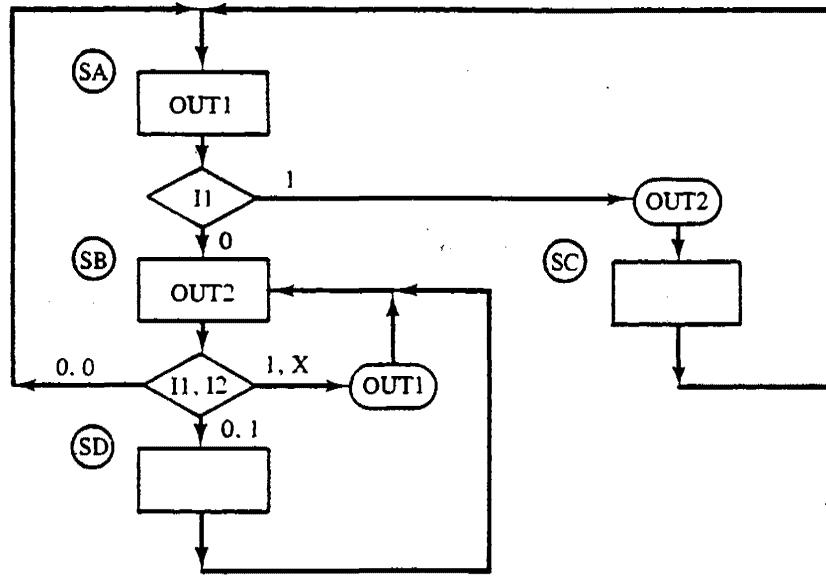 SA
OUT1
I1
1
OUT2
0
SB
SC
OUT2
0. 0
I1, I2
1, X
OUT1
SD
0. 1